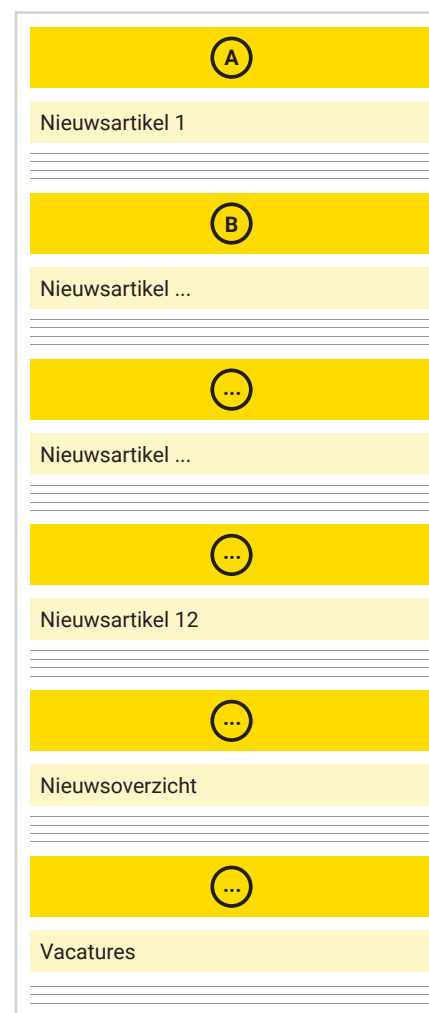 A
Nieuwsartikel 1
B
Nieuwsartikel ...
...
Nieuwsartikel ...
...
Nieuwsartikel 12
...
Nieuwsoverzicht
...
Vacatures